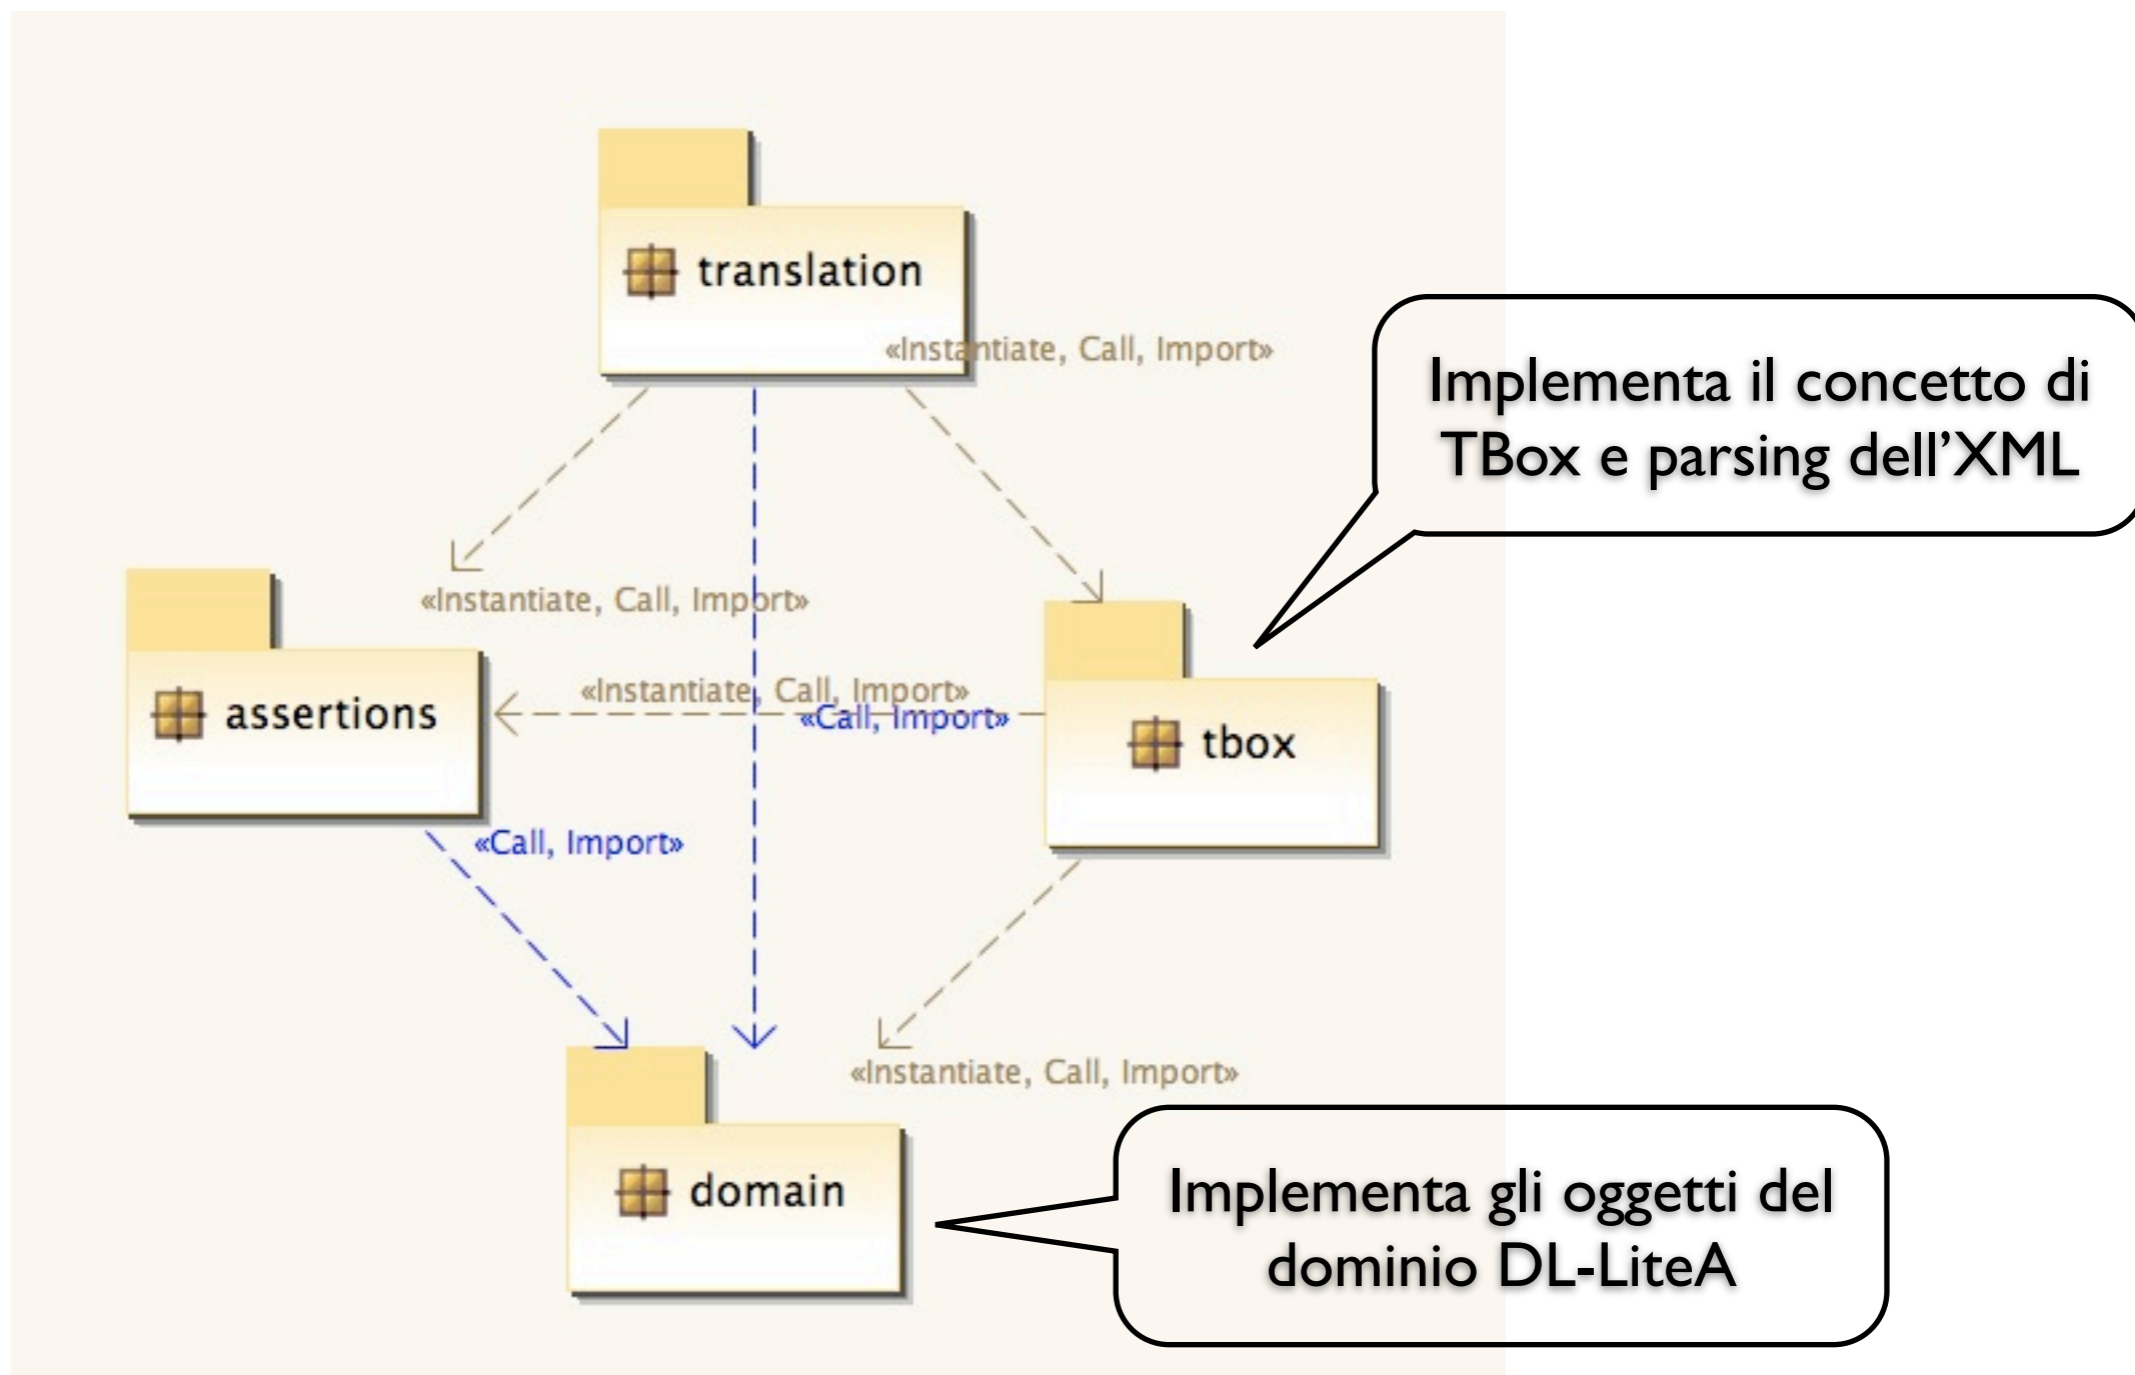 translation
«Instantiate, Call, Import»
Implementa il concetto di
TBox e parsing dell’XML
«Instantiate, Call, Import»
assertions
«Instantiate, Call, Import»
«Call, Import»
tbox
«Call, Import»
«Instantiate, Call, Import»
domain
Implementa gli oggetti del
dominio DL-LiteA